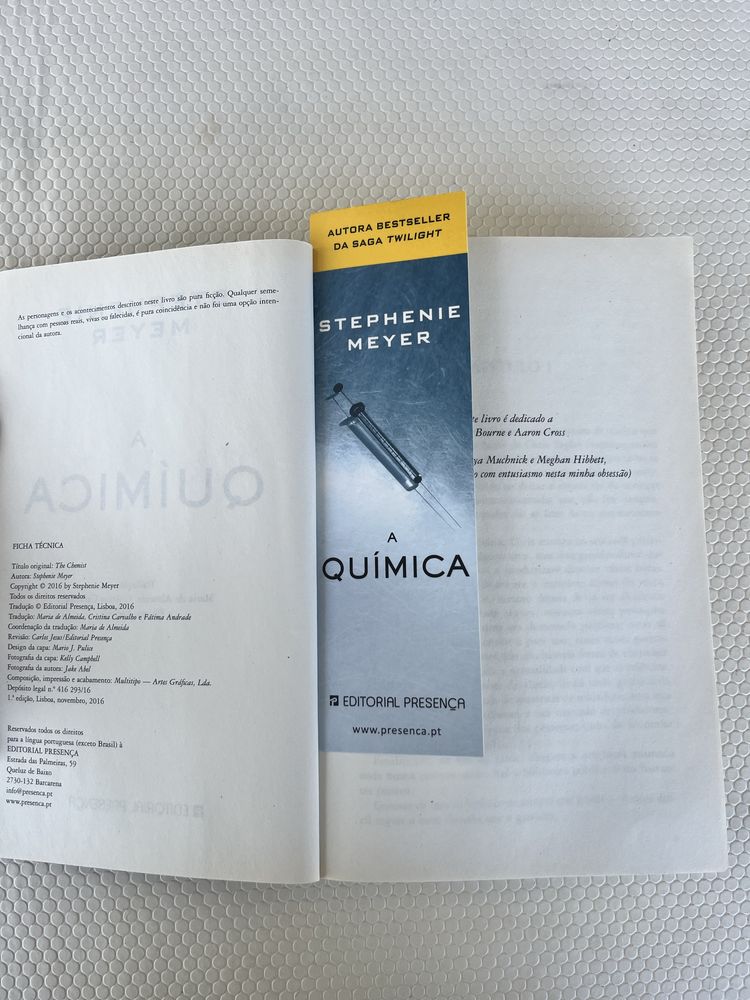 As personagens e os acontecimentos descritos neste livro são pura ficção. Qualquer seme-
lhança com pessoas reais, vivas ou falecidas, é pura coincidência e não foi uma opção inten-
cional da autora.
FICHA TÉCNICA
Título original: The Chemist
Autora: Stephenie Meyer
Copyright © 2016 by Stephenie Meyer
Todos os direitos reservados
Tradução © Editorial Presença, Lisboa, 2016
Tradução: Maria de Almeida, Cristina Carvalho e Fátima Andrade
Coordenação da tradução: Maria de Almeida
Revisão: Carlos Jesus/Editorial Presença
Design da capa: Mario J. Pulice
Fotografia da capa: Kelly Campbell
Fotografia da autora: Jake Abel
Composição, impressão e acabamento: Multitipo — Artes Gráficas, Lda.
Depósito legal n.º 416 293/16
1.ª edição, Lisboa, novembro, 2016
Reservados todos os direitos
para a língua portuguesa (exceto Brasil) à
EDITORIAL PRESENÇA
Estrada das Palmeiras, 59
Queluz de Baixo
2730-132 Barcarena
info@presenca.pt
www.presenca.pt
AUTORA BESTSELLER
DA SAGA TWILIGHT
STEPHENIE
MEYER
A
QUÍMICA
EDITORIAL PRESENÇA
www.presenca.pt
livro é dedicado a
Bourne e Aaron Cross
Muchnick e Meghan Hibbett,
com entusiasmo nesta minha obsessão)